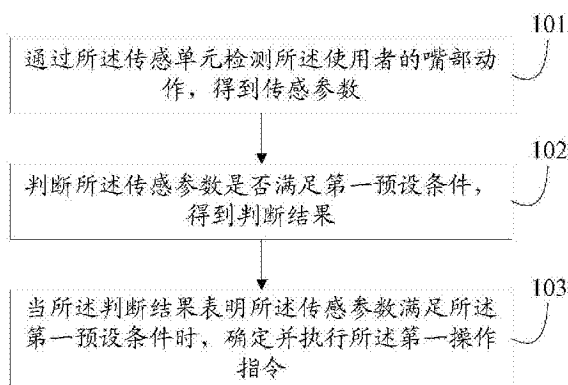 101
通过所述传感单元检测所述使用者的嘴部动
作，得到传感参数
102
判断所述传感参数是否满足第一预设条件，
得到判断结果
103
当所述判断结果表明所述传感参数满足所述
第一预设条件时，确定并执行所述第一操作
指令